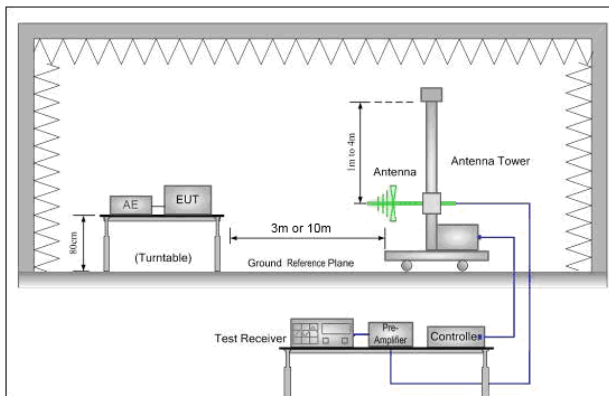 1m to 4m
Antenna
Antenna Tower
AE
EUT
80cm
(Turntable)
3m or 10m
Ground Reference Plane
Test Receiver
Pre-
Amplifier
Controller